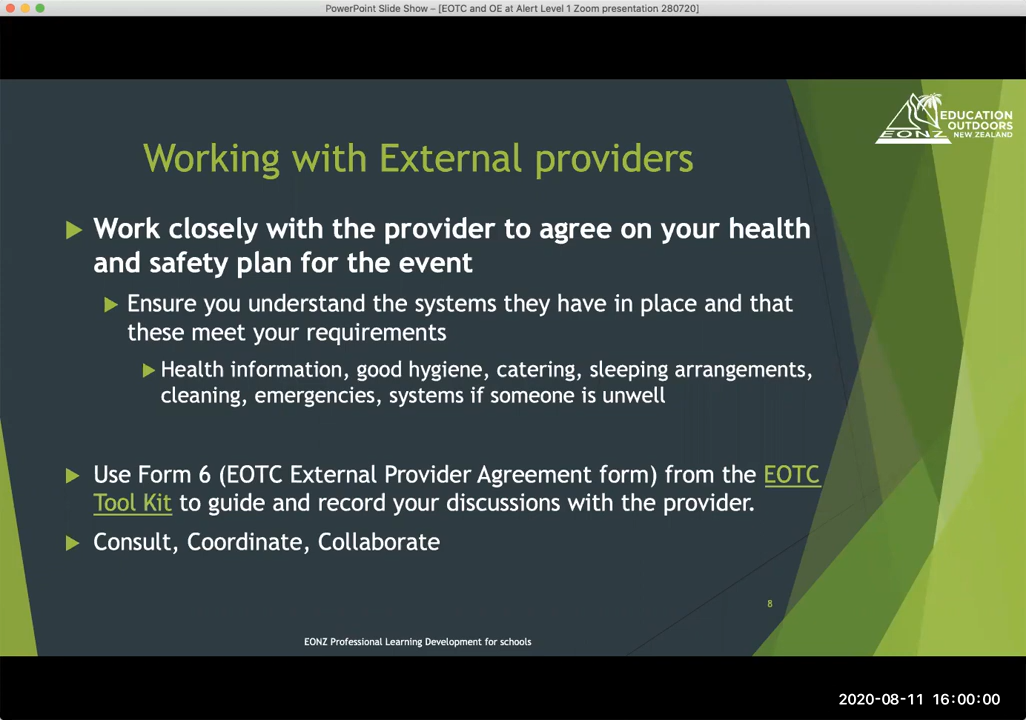 PowerPoint Slide Show – [EOTC and OE at Alert Level 1 Zoom presentation 280720]
EDUCATION
OUTDOORS
EONZ
NEW ZEALAND
Working with External providers
Work closely with the provider to agree on your health
and safety plan for the event
Ensure you understand the systems they have in place and that
these meet your requirements
Health information, good hygiene, catering, sleeping arrangements,
cleaning, emergencies, systems if someone is unwell
Use Form 6 (EOTC External Provider Agreement form) from the EOTC
Tool Kit to guide and record your discussions with the provider.
Consult, Coordinate, Collaborate
8
EONZ Professional Learning Development for schools
2020-08-11 16:00:00